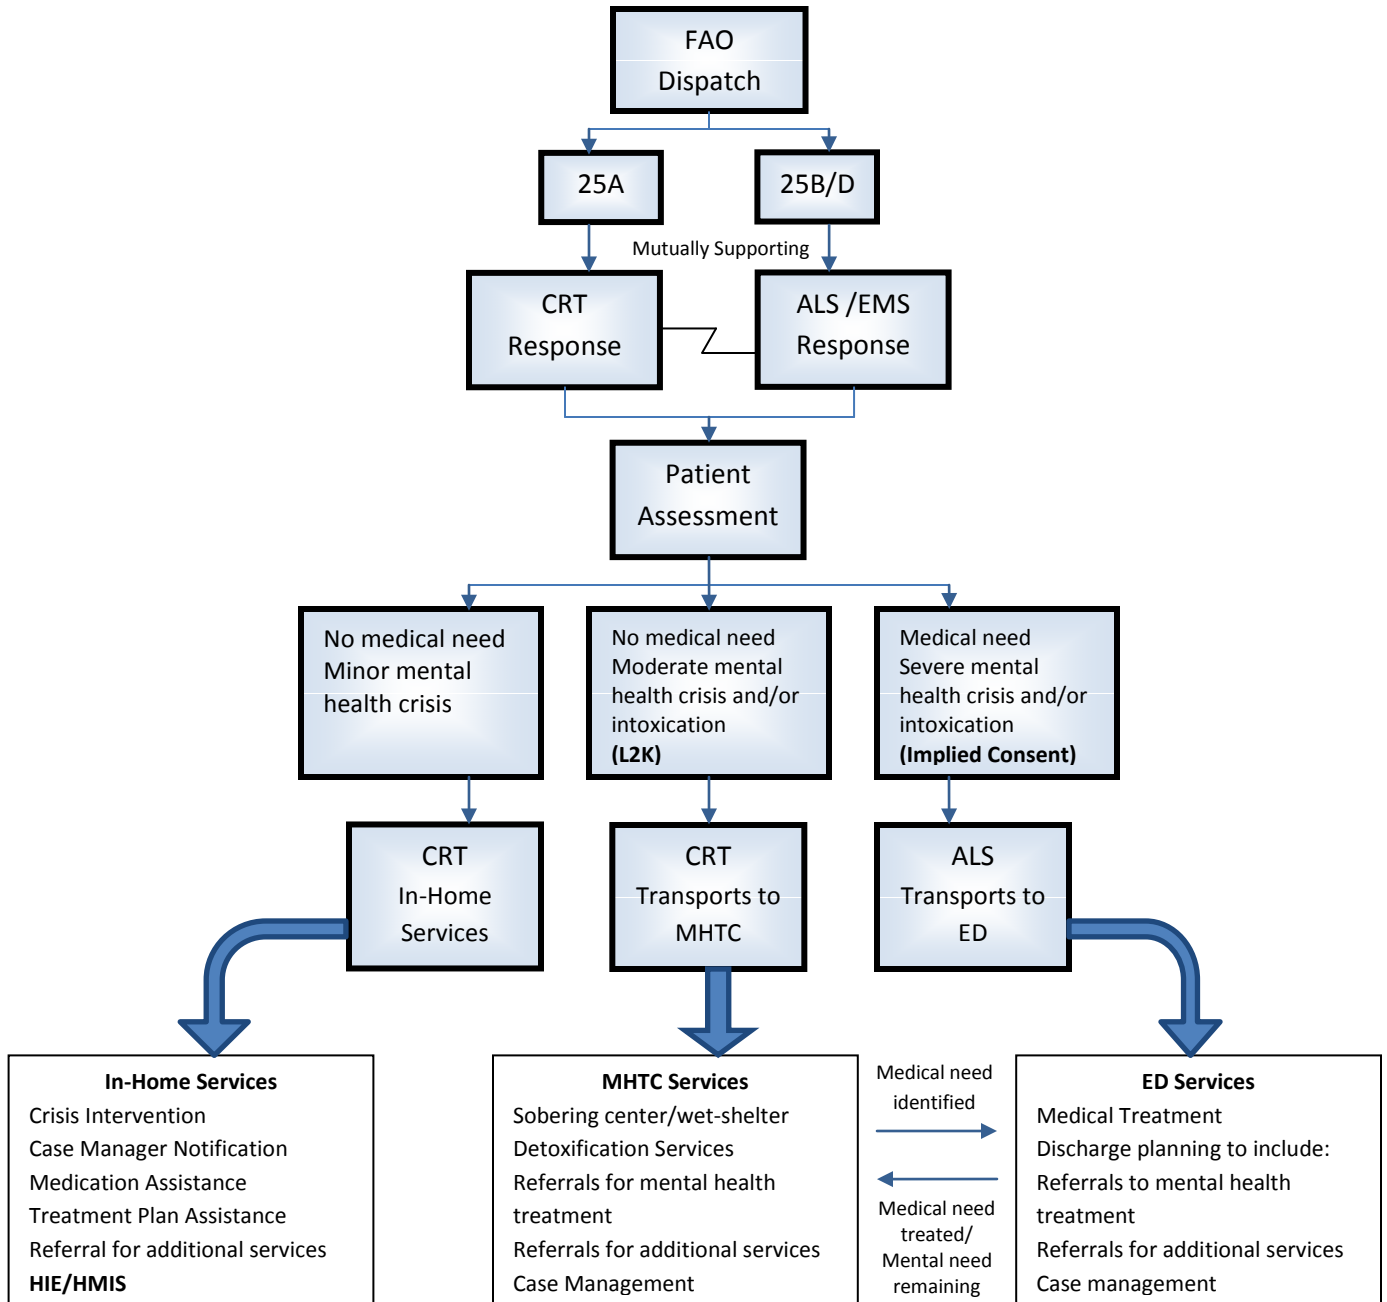 FAO
Dispatch
25A
25B/D
Mutually Supporting
CRT
Response
ALS /EMS
Response
Patient
Assessment
No medical need
Minor mental
health crisis
No medical need
Moderate mental
health crisis and/or
intoxication
(L2K)
Medical need
Severe mental
health crisis and/or
intoxication
(Implied Consent)
CRT
In-Home
Services
CRT
Transports to
MHTC
ALS
Transports to
ED
In-Home Services
Crisis Intervention
Case Manager Notification
Medication Assistance
Treatment Plan Assistance
Referral for additional services
HIE/HMIS
MHTC Services
Sobering center/wet-shelter
Detoxification Services
Referrals for mental health
treatment
Referrals for additional services
Case Management
Medical need
identified
Medical need
treated/
Mental need
remaining
ED Services
Medical Treatment
Discharge planning to include:
Referrals to mental health
treatment
Referrals for additional services
Case management